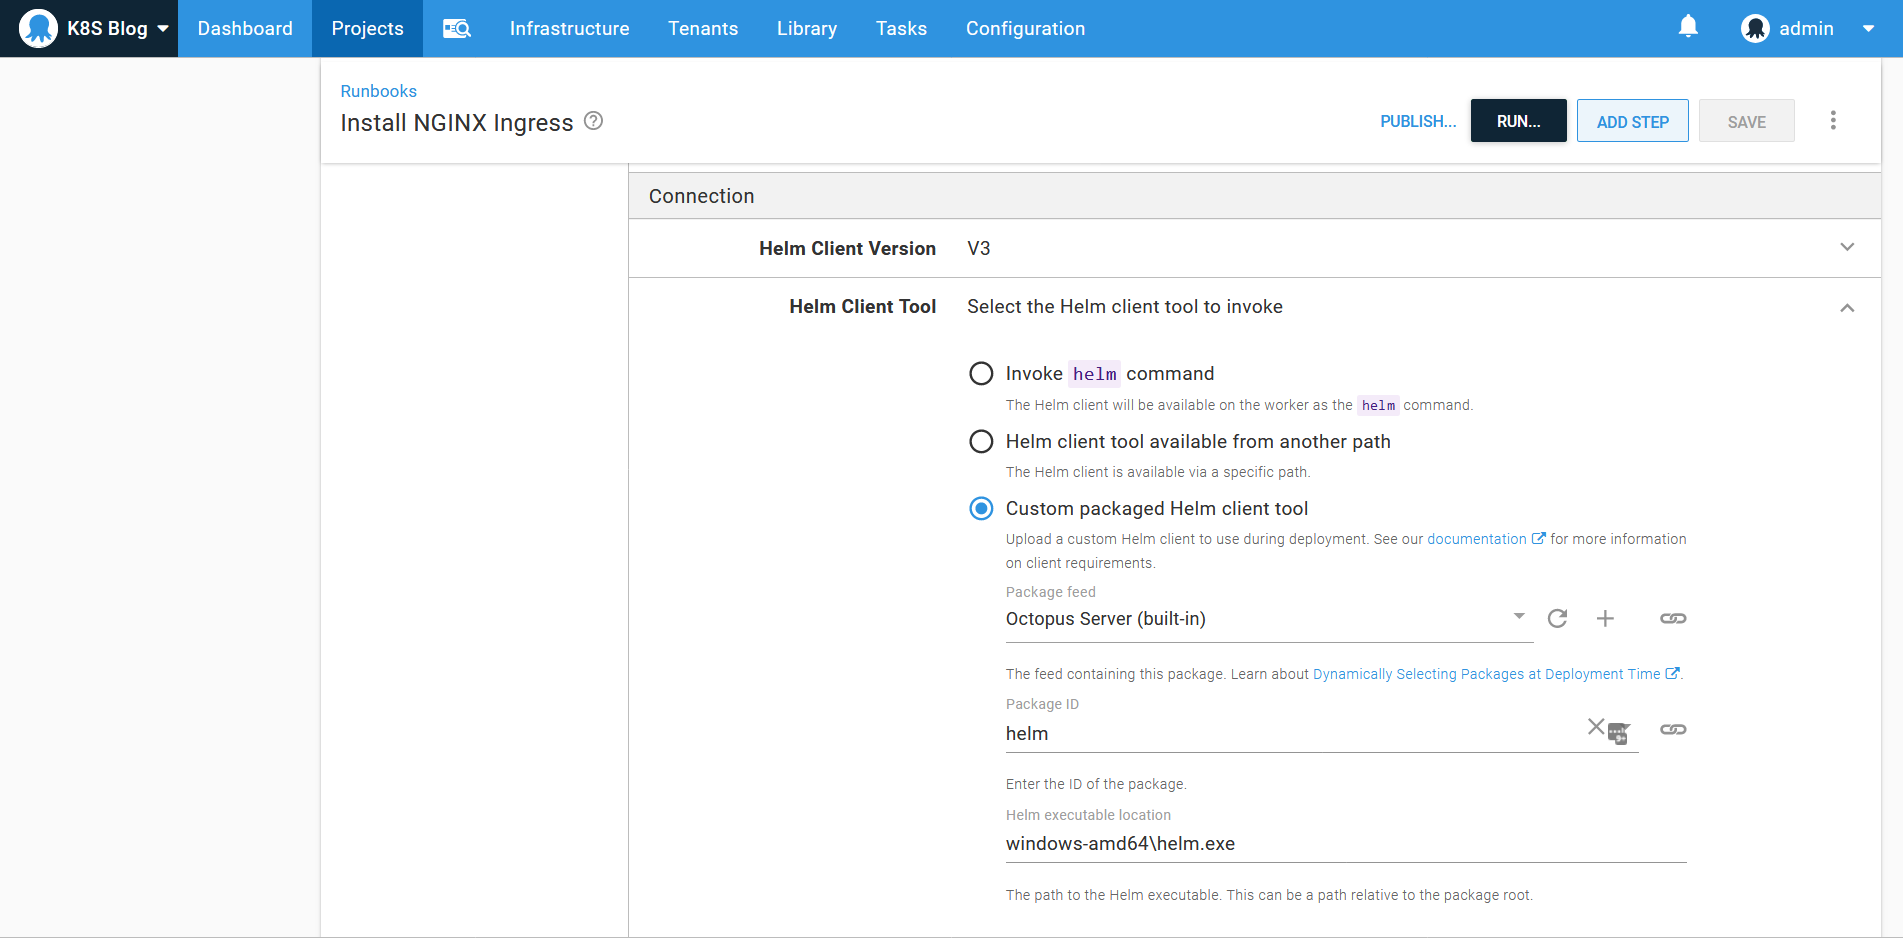 K8S Blog Dashboard Projects Infrastructure Tenants Library Tasks Configuration admin
Runbooks
Install NGINX Ingress ?
PUBLISH... RUN... ADD STEP SAVE
Connection
Helm Client Version V3
Helm Client Tool Select the Helm client tool to invoke
Invoke helm command
The Helm client will be available on the worker as the helm command.
Helm client tool available from another path
The Helm client is available via a specific path.
Custom packaged Helm client tool
Upload a custom Helm client to use during deployment. See our documentation for more information
on client requirements.
Package feed
Octopus Server (built-in)
The feed containing this package. Learn about Dynamically Selecting Packages at Deployment Time .
Package ID
helm
Enter the ID of the package.
Helm executable location
windows-amd64\helm.exe
The path to the Helm executable. This can be a path relative to the package root.